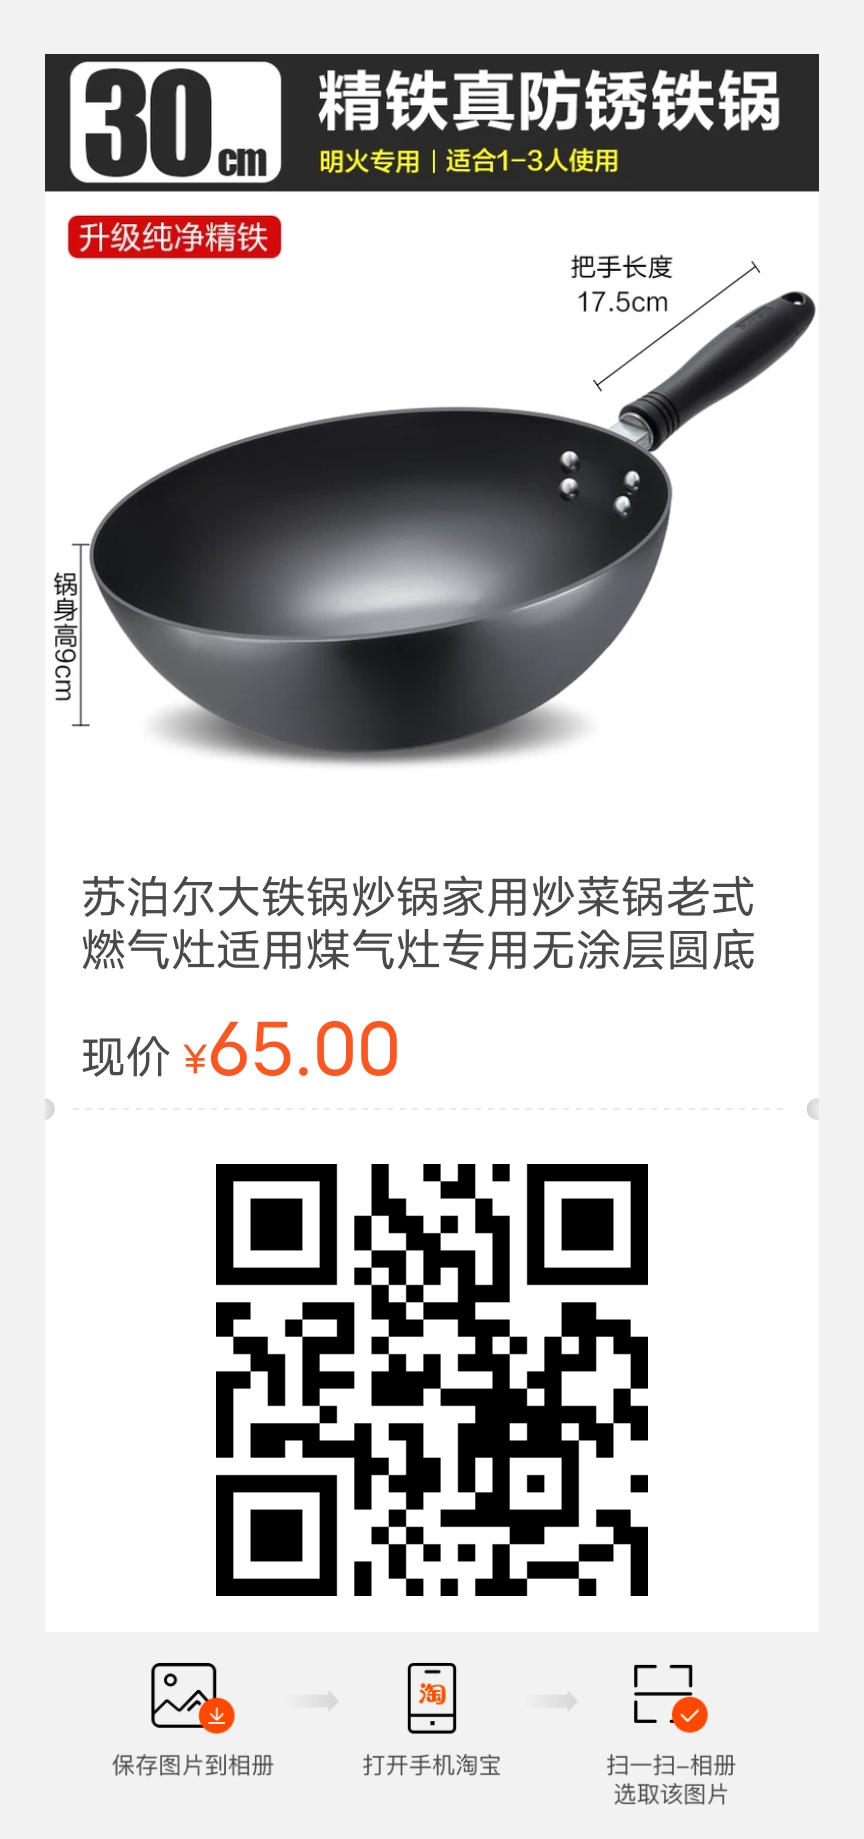 30cm
精铁真防锈铁锅
明火专用 | 适合1-3人使用
升级纯净精铁
把手长度
17.5cm
锅身高9cm
苏泊尔大铁锅炒锅家用炒菜锅老式
燃气灶适用煤气灶专用无涂层圆底
现价 ¥65.00
淘
保存图片到相册
打开手机淘宝
扫一扫-相册
选取该图片